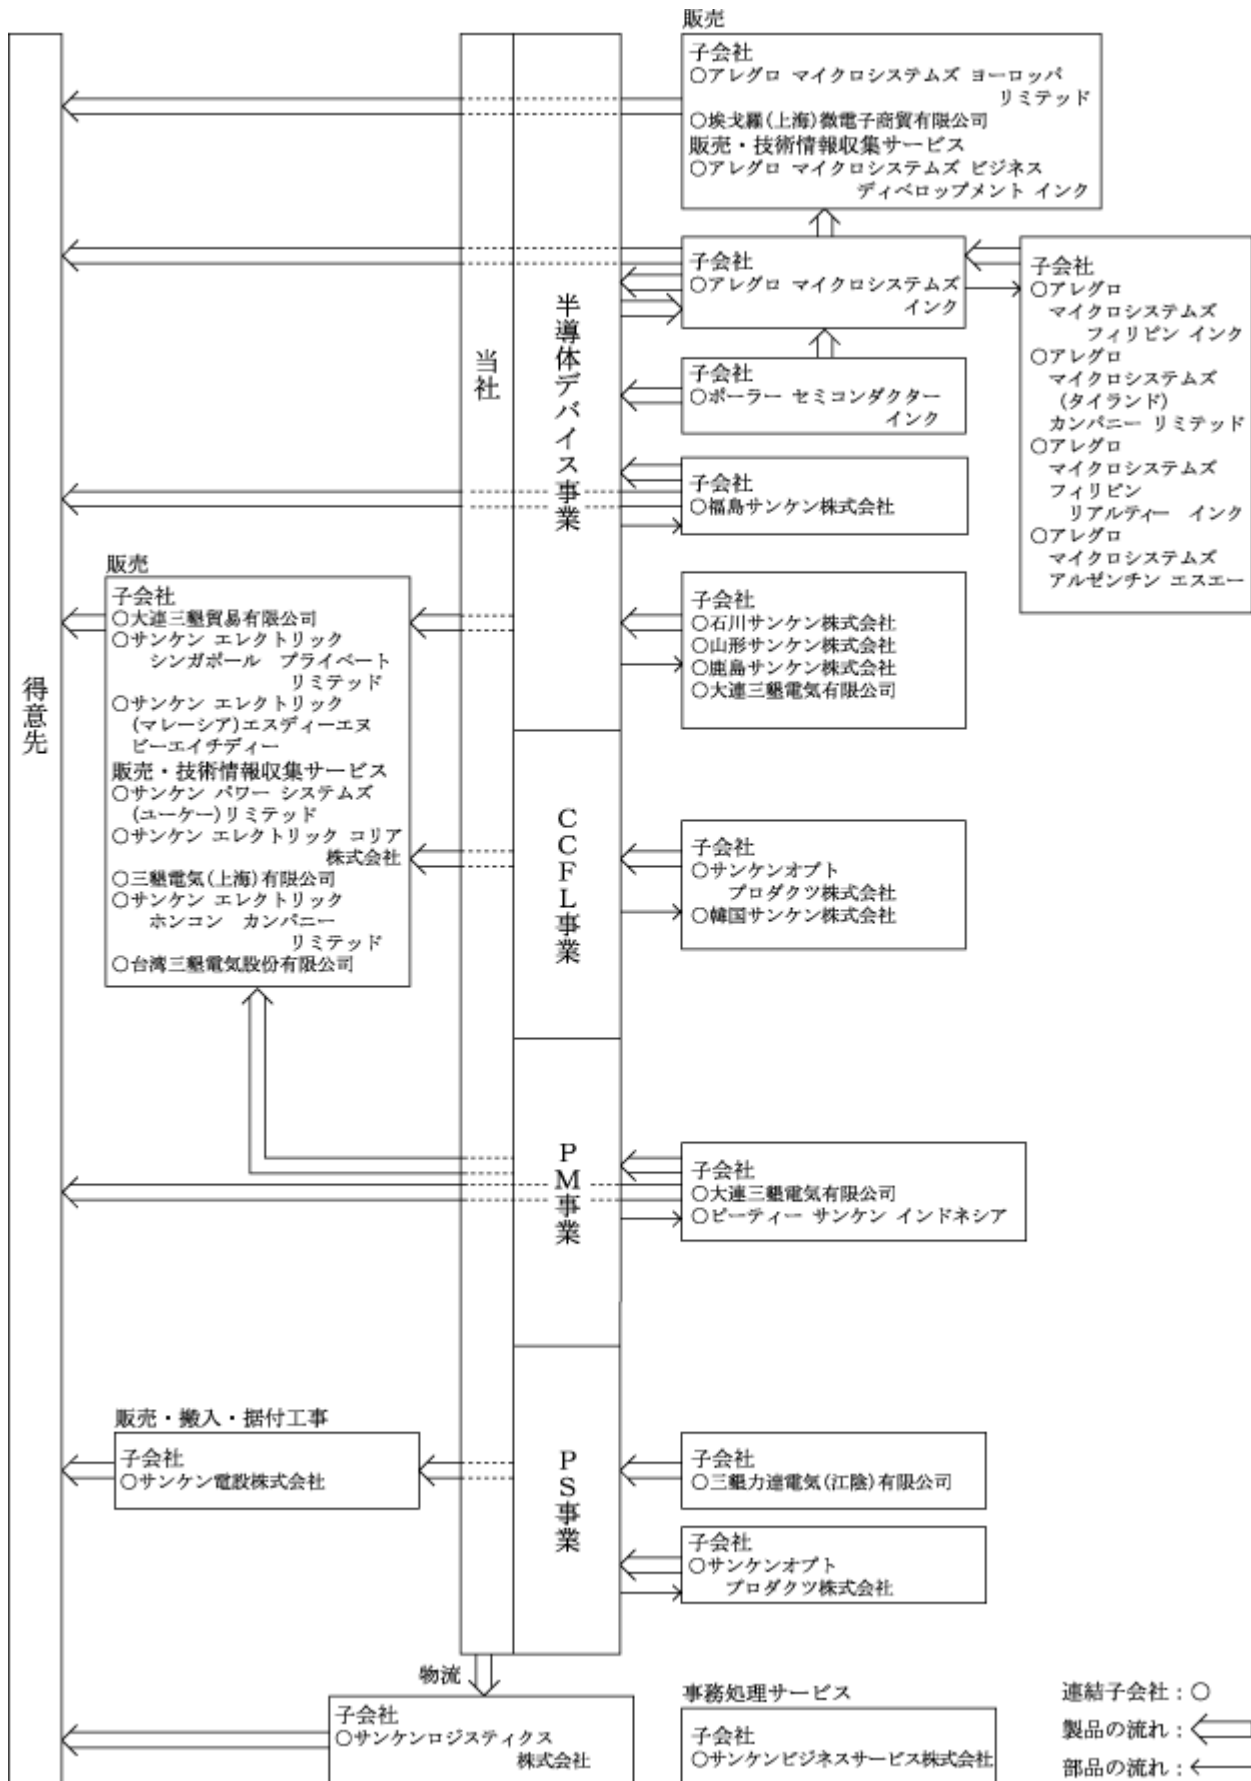 販売
子会社
○アレグロ マイクロシステムズ ヨーロッパ
リミテッド
○埃戈羅(上海)微電子商貿有限公司
販売・技術情報収集サービス
○アレグロ マイクロシステムズ ビジネス
ディベロップメント インク
子会社
○アレグロ マイクロシステムズ
インク
子会社
○アレグロ
マイクロシステムズ
フィリピン インク
○アレグロ
マイクロシステムズ
(タイランド)
カンパニー リミテッド
○アレグロ
マイクロシステムズ
フィリピン
リアルティー インク
○アレグロ
マイクロシステムズ
アルゼンチン エスエー
子会社
○ポーラー セミコンダクター
インク
子会社
○福島サンケン株式会社
子会社
○石川サンケン株式会社
○山形サンケン株式会社
○鹿島サンケン株式会社
○大連三墾電気有限公司
当社
半導体デバイス事業
得意先
販売
子会社
○大連三墾貿易有限公司
○サンケン エレクトリック
シンガポール プライベート
リミテッド
○サンケン エレクトリック
(マレーシア)エスディーエヌ
ビーエイチディー
販売・技術情報収集サービス
○サンケン パワー システムズ
(ユーケー)リミテッド
○サンケン エレクトリック コリア
株式会社
○三墾電気(上海)有限公司
○サンケン エレクトリック
ホンコン カンパニー
リミテッド
○台湾三墾電気股份有限公司
CCFL事業
子会社
○サンケンオプト
プロダクツ株式会社
○韓国サンケン株式会社
PM事業
子会社
○大連三墾電気有限公司
○ピーティー サンケン インドネシア
販売・搬入・据付工事
子会社
○サンケン電設株式会社
PS事業
子会社
○三墾力達電気(江陰)有限公司
子会社
○サンケンオプト
プロダクツ株式会社
物流
子会社
○サンケンロジスティクス
株式会社
事務処理サービス
子会社
○サンケンビジネスサービス株式会社
連結子会社：○
製品の流れ：
部品の流れ：